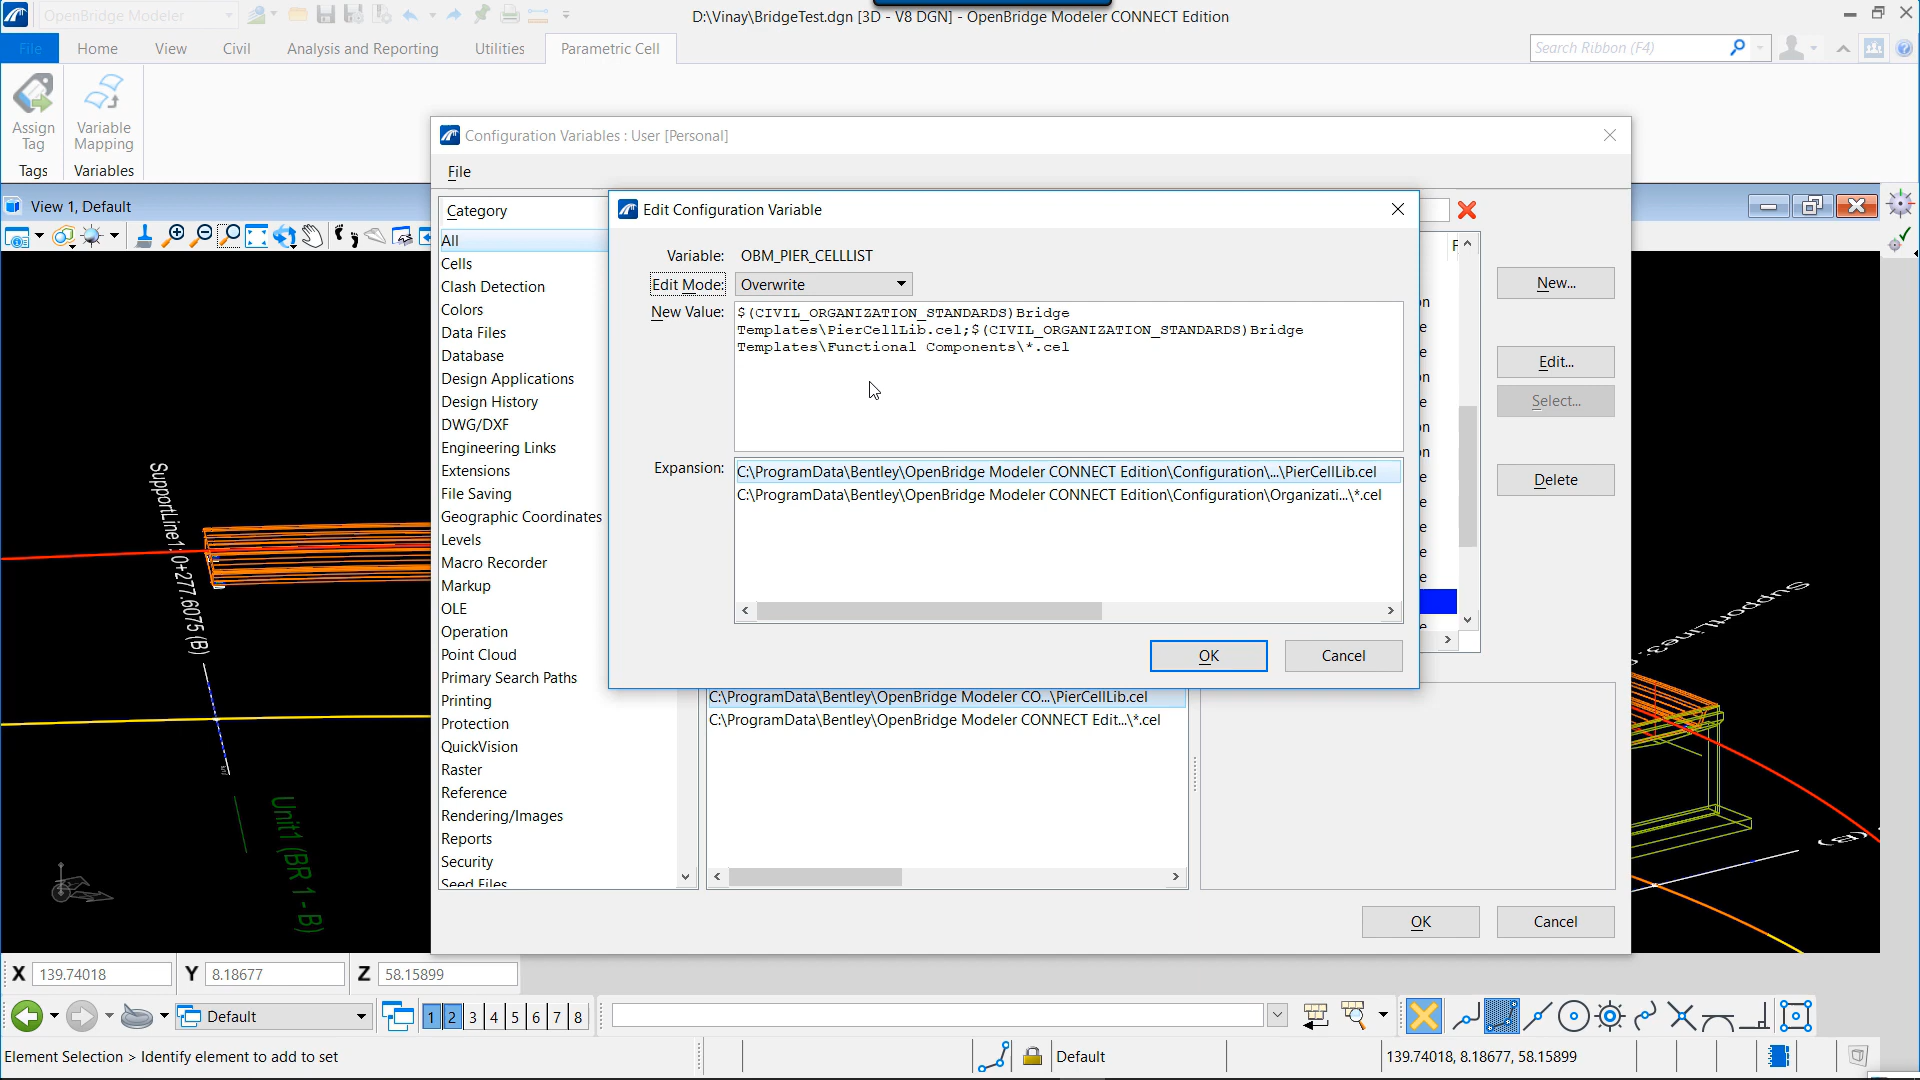 OpenBridge Modeler
D:\Vinay\BridgeTest.dgn [3D - V8 DGN] - OpenBridge Modeler CONNECT Edition
File
Home
View
Civil
Analysis and Reporting
Utilities
Parametric Cell
Search Ribbon (F4)
Assign
Tag
Variable
Mapping
Tags
Variables
View 1, Default
Configuration Variables : User [Personal]
File
Category
All
Cells
Clash Detection
Colors
Data Files
Database
Design Applications
Design History
DWG/DXF
Engineering Links
Extensions
File Saving
Geographic Coordinates
Levels
Macro Recorder
Markup
OLE
Operation
Point Cloud
Primary Search Paths
Printing
Protection
QuickVision
Raster
Reference
Rendering/Images
Reports
Security
Seed Files
Edit Configuration Variable
Variable: OBM_PIER_CELLLIST
Edit Mode: Overwrite
New Value: $(CIVIL_ORGANIZATION_STANDARDS)Bridge
Templates\PierCellLib.cel;$(CIVIL_ORGANIZATION_STANDARDS)Bridge
Templates\Functional Components\*.cel
Expansion: C:\ProgramData\Bentley\OpenBridge Modeler CONNECT Edition\Configuration\...\PierCellLib.cel
C:\ProgramData\Bentley\OpenBridge Modeler CONNECT Edition\Configuration\Organizati...\*.cel
OK
Cancel
New...
Edit...
Select...
Delete
C:\ProgramData\Bentley\OpenBridge Modeler CO...\PierCellLib.cel
C:\ProgramData\Bentley\OpenBridge Modeler CONNECT Edit...\*.cel
OK
Cancel
SupportLine1: 0+277.6075 (B)
Unit1 (BR 1 - B)
X 139.74018
Y 8.18677
Z 58.15899
Default
1 2 3 4 5 6 7 8
Element Selection > Identify element to add to set
Default
139.74018, 8.18677, 58.15899